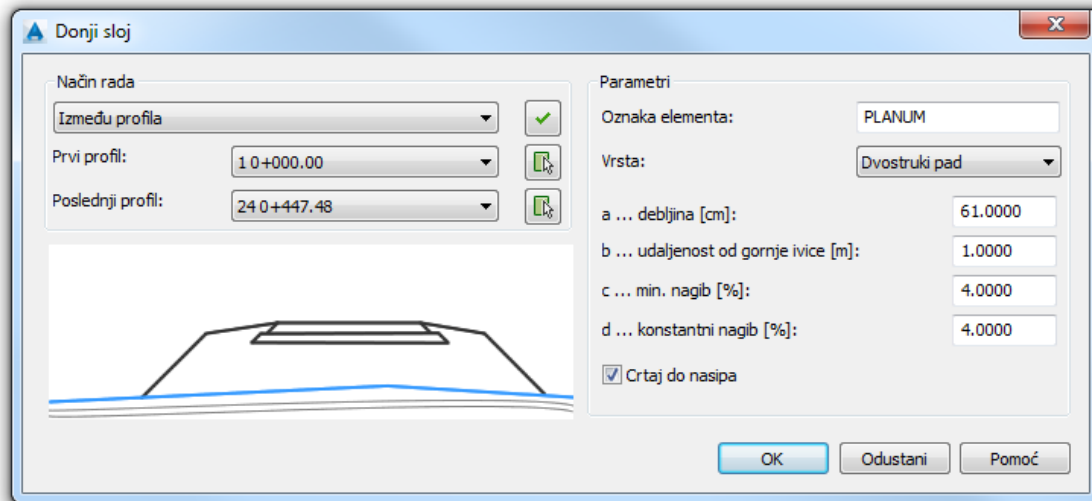 Donji sloj
Način rada
Između profila
Prvi profil: 1 0+000.00
Poslednji profil: 24 0+447.48
Parametri
Oznaka elementa: PLANUM
Vrsta: Dvostruki pad
a ... debljina [cm]: 61.0000
b ... udaljenost od gornje ivice [m]: 1.0000
c ... min. nagib [%]: 4.0000
d ... konstantni nagib [%]: 4.0000
Crtaj do nasipa
OK Odustani Pomoć